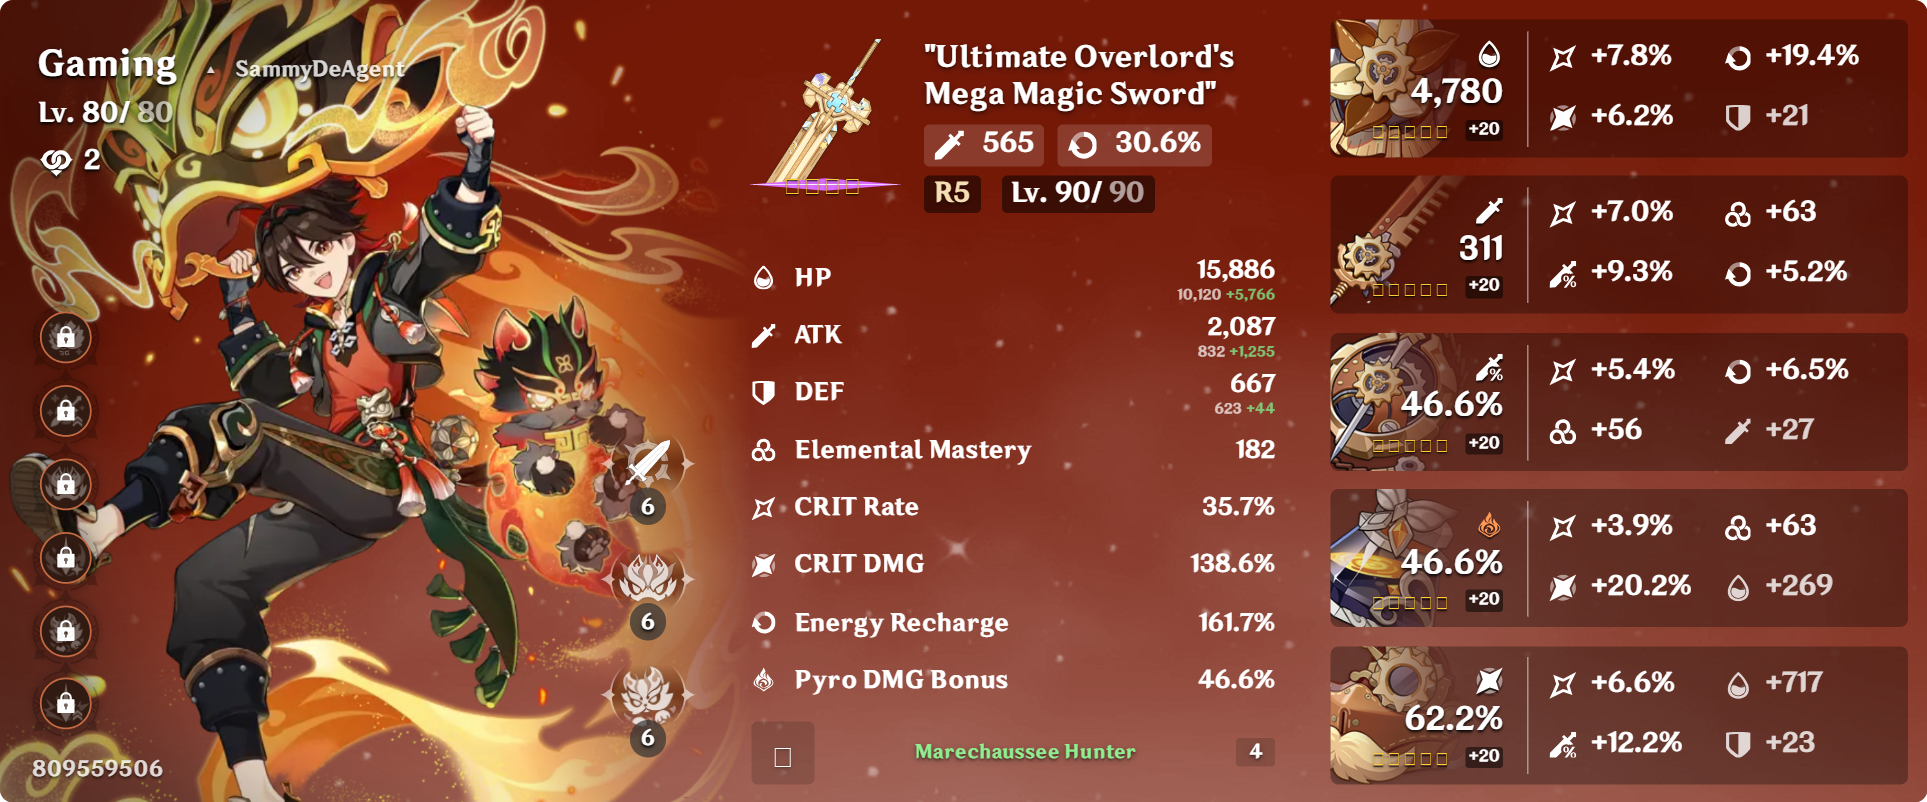 Gaming
SammyDeAgent
Lv. 80/ 80
2
6
6
6
809559506
"Ultimate Overlord's
Mega Magic Sword"
565 30.6%
R5 Lv. 90/ 90
HP 15,886
10,120 +5,766
ATK 2,087
832 +1,255
DEF 667
623 +44
Elemental Mastery 182
CRIT Rate 35.7%
CRIT DMG 138.6%
Energy Recharge 161.7%
Pyro DMG Bonus 46.6%
Marechaussee Hunter 4
4,780
+20
+7.8% +19.4%
+6.2% +21
311
+20
+7.0% +63
+9.3% +5.2%
46.6%
+20
+5.4% +6.5%
+56 +27
46.6%
+20
+3.9% +63
+20.2% +269
62.2%
+20
+6.6% +717
+12.2% +23